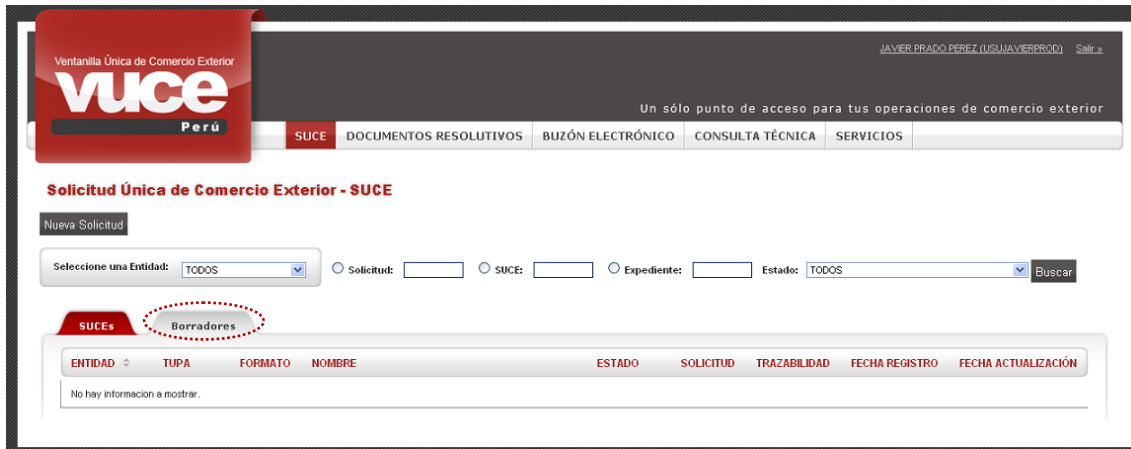 Ventanilla Única de Comercio Exterior
vuce
Perú
JAVIER PRADO PEREZ (USUJAVIERPROD) Salir »
Un sólo punto de acceso para tus operaciones de comercio exterior
SUCE DOCUMENTOS RESOLUTIVOS BUZÓN ELECTRÓNICO CONSULTA TÉCNICA SERVICIOS
Solicitud Única de Comercio Exterior - SUCE
Nueva Solicitud
Seleccione una Entidad: TODOS Solicitud: SUCE: Expediente: Estado: TODOS Buscar
SUCEs Borradores
ENTIDAD TUPA FORMATO NOMBRE ESTADO SOLICITUD TRAZABILIDAD FECHA REGISTRO FECHA ACTUALIZACIÓN
No hay informacion a mostrar.